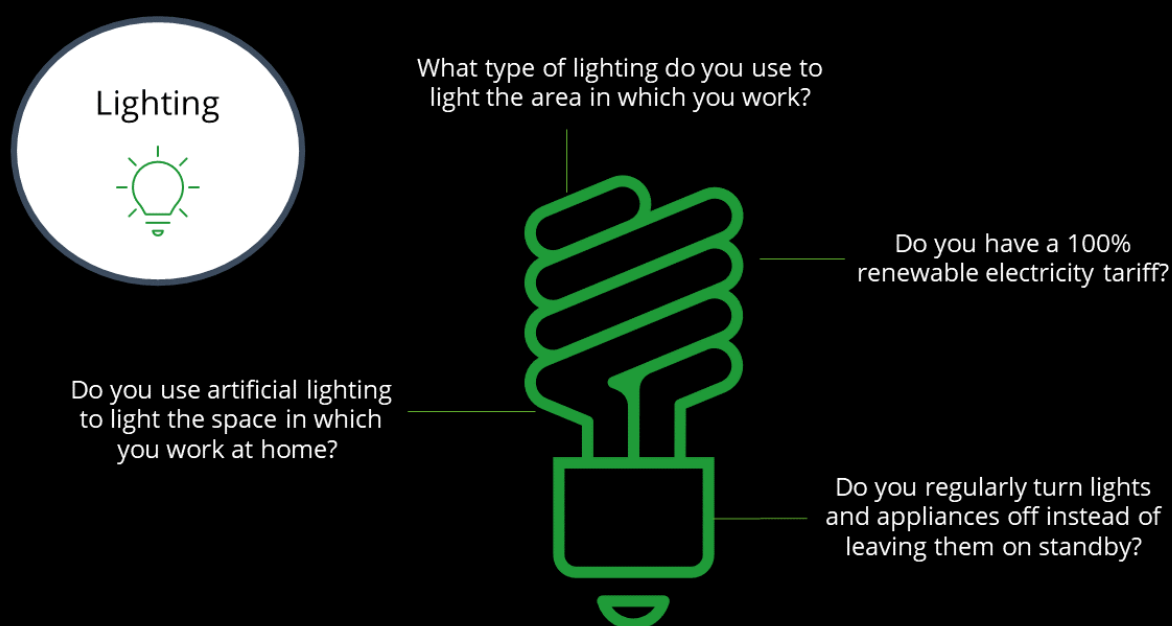 Lighting
What type of lighting do you use to
light the area in which you work?
Do you have a 100%
renewable electricity tariff?
Do you use artificial lighting
to light the space in which
you work at home?
Do you regularly turn lights
and appliances off instead of
leaving them on standby?